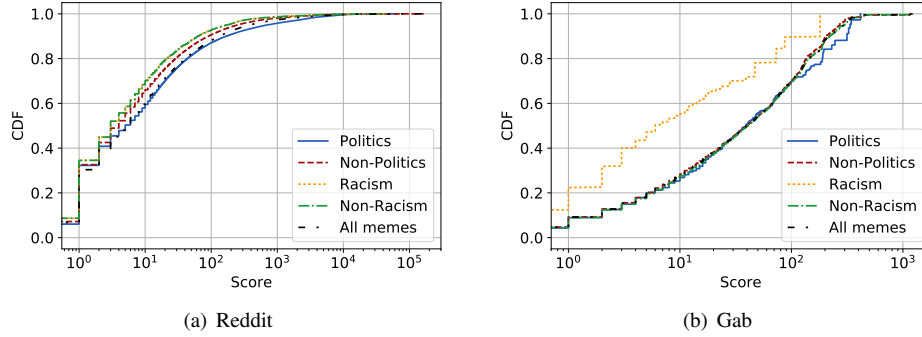 1.0
0.8
0.6
0.4
0.2
0.0
CDF
10^0 10^1 10^2 10^3 10^4 10^5
Score
Politics
Non-Politics
Racism
Non-Racism
All memes
(a) Reddit
1.0
0.8
0.6
0.4
0.2
0.0
CDF
10^0 10^1 10^2 10^3
Score
Politics
Non-Politics
Racism
Non-Racism
All memes
(b) Gab